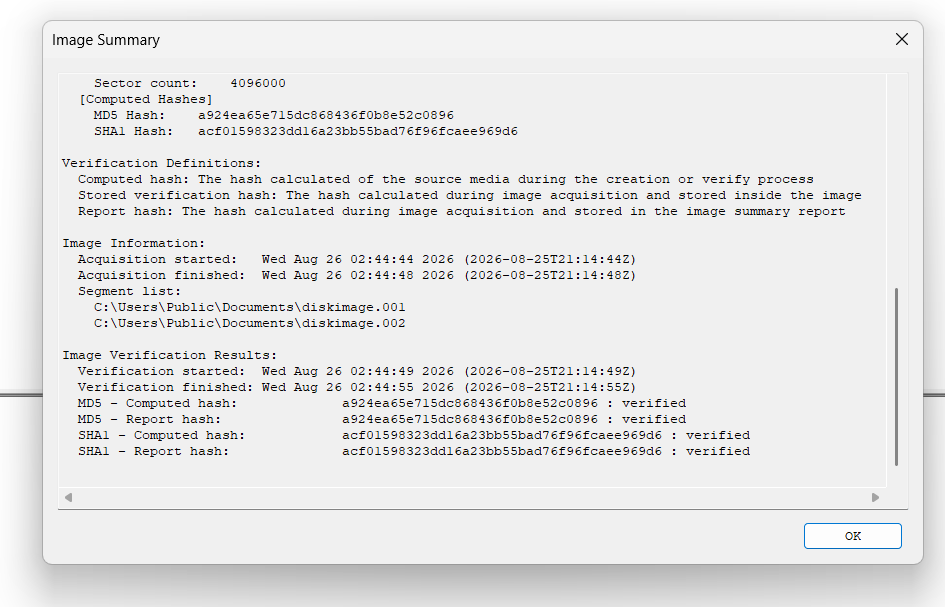 Image Summary
Sector count: 4096000
[Computed Hashes]
MD5 Hash: a924ea65e715dc868436f0b8e52c0896
SHA1 Hash: acf01598323dd16a23bb55bad76f96fcaee969d6
Verification Definitions:
Computed hash: The hash calculated of the source media during the creation or verify process
Stored verification hash: The hash calculated during image acquisition and stored inside the image
Report hash: The hash calculated during image acquisition and stored in the image summary report
Image Information:
Acquisition started: Wed Aug 26 02:44:44 2026 (2026-08-25T21:14:44Z)
Acquisition finished: Wed Aug 26 02:44:48 2026 (2026-08-25T21:14:48Z)
Segment list:
C:\Users\Public\Documents\diskimage.001
C:\Users\Public\Documents\diskimage.002
Image Verification Results:
Verification started: Wed Aug 26 02:44:49 2026 (2026-08-25T21:14:49Z)
Verification finished: Wed Aug 26 02:44:55 2026 (2026-08-25T21:14:55Z)
MD5 - Computed hash: a924ea65e715dc868436f0b8e52c0896 : verified
MD5 - Report hash: a924ea65e715dc868436f0b8e52c0896 : verified
SHA1 - Computed hash: acf01598323dd16a23bb55bad76f96fcaee969d6 : verified
SHA1 - Report hash: acf01598323dd16a23bb55bad76f96fcaee969d6 : verified
OK